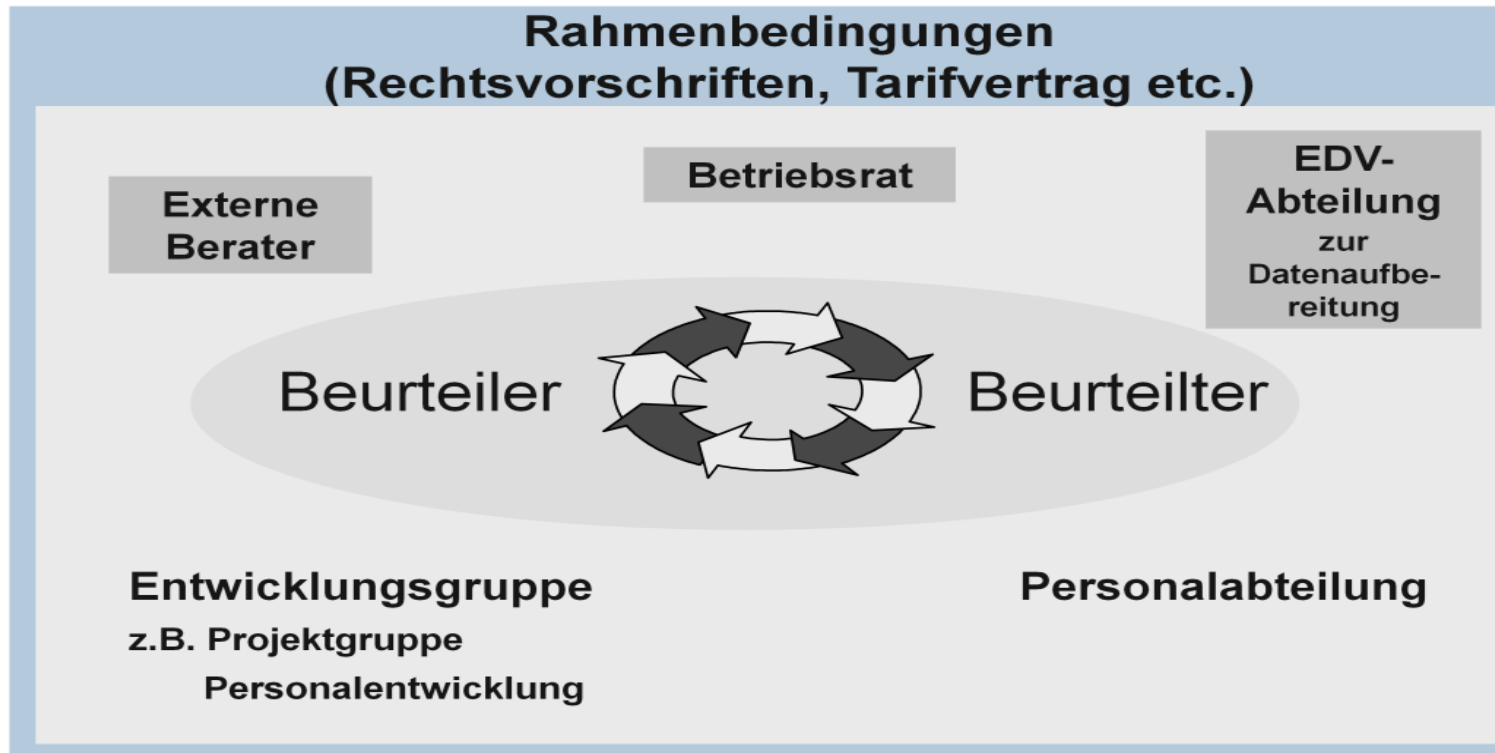 Rahmenbedingungen
(Rechtsvorschriften, Tarifvertrag etc.)
Externe
Berater
Betriebsrat
EDV-
Abteilung
zur
Datenaufbe-
reitung
Beurteiler
Beurteilter
Entwicklungsgruppe
z.B. Projektgruppe
Personalentwicklung
Personalabteilung